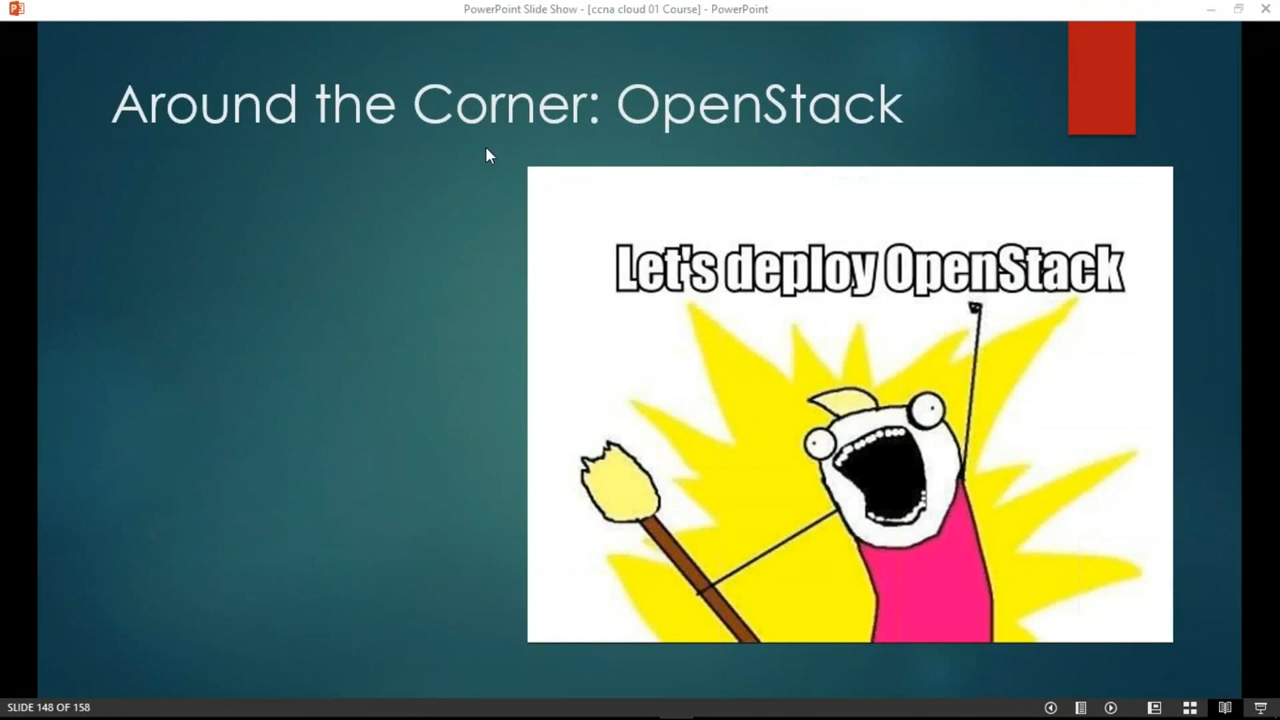 PowerPoint Slide Show - [ccna cloud 01 Course] - PowerPoint
Around the Corner: OpenStack
Let's deploy OpenStack
SLIDE 148 OF 158